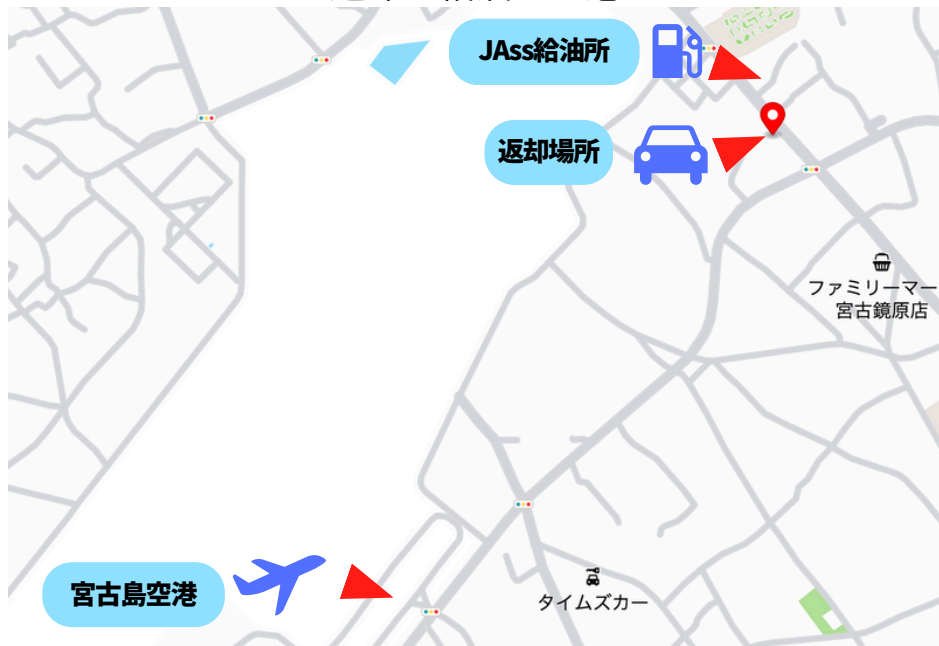 JAss給油所
返却場所
ファミリーマー
宮古鏡原店
宮古島空港
タイムズカー